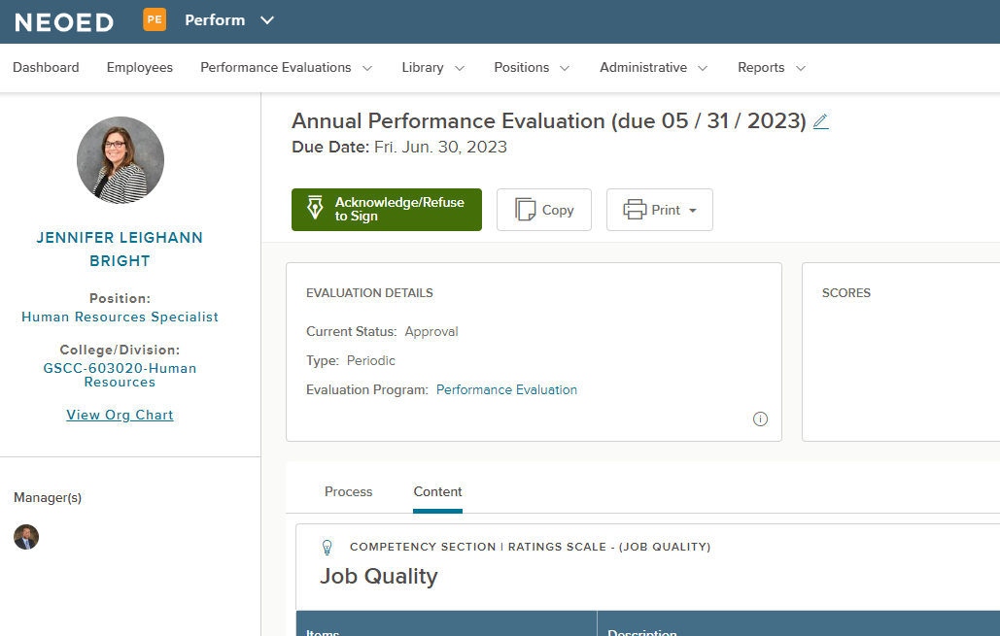 NEOED
PE
Perform
Dashboard
Employees
Performance Evaluations
Library
Positions
Administrative
Reports
JENNIFER LEIGHANN
BRIGHT
Position:
Human Resources Specialist
College/Division:
GSCC-603020-Human
Resources
View Org Chart
Manager(s)
Annual Performance Evaluation (due 05 / 31 / 2023)
Due Date: Fri. Jun. 30, 2023
Acknowledge/Refuse
to Sign
Copy
Print
EVALUATION DETAILS
Current Status: Approval
Type: Periodic
Evaluation Program: Performance Evaluation
SCORES
Process
Content
COMPETENCY SECTION | RATINGS SCALE - (JOB QUALITY)
Job Quality
Items
Description